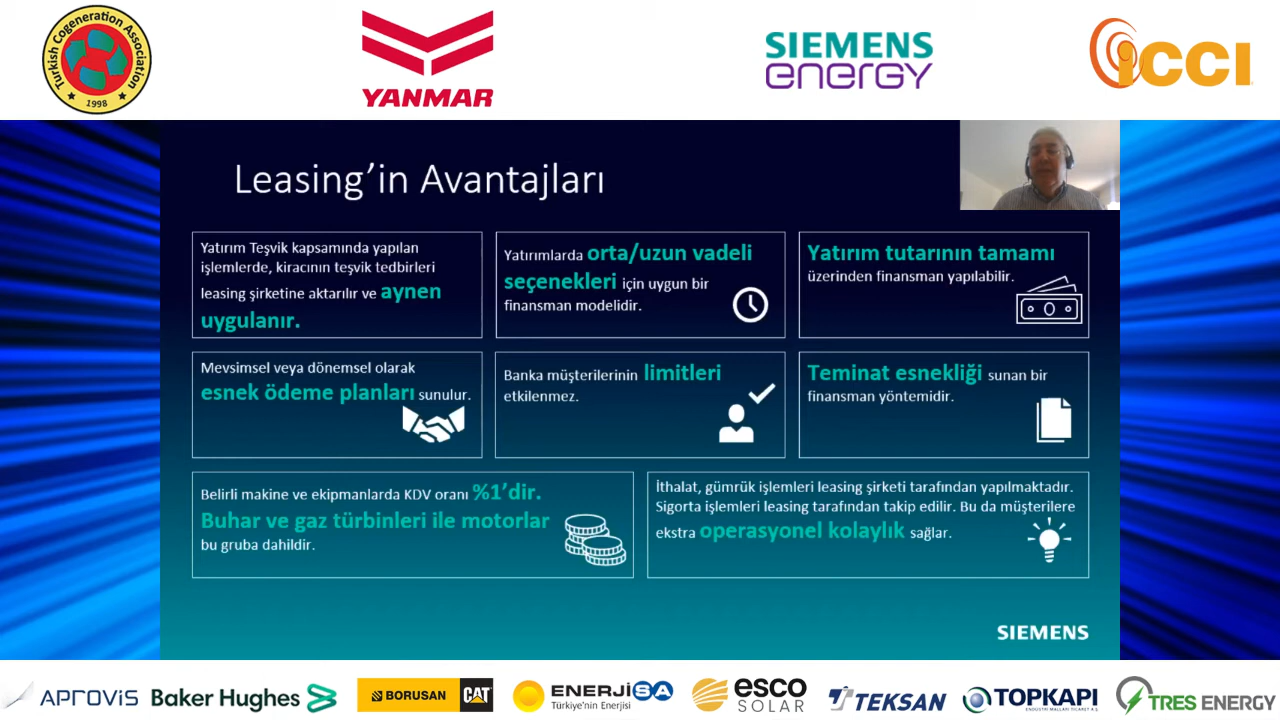 Turkish Cogeneration Association
1998
YANMAR
SIEMENS
energy
iCCI
Leasing’in Avantajları
Yatırım Teşvik kapsamında yapılan
işlemlerde, kiracının teşvik tedbirleri
leasing şirketine aktarılır ve aynen
uygulanır.
Yatırımlarda orta/uzun vadeli
seçenekleri için uygun bir
finansman modelidir.
Yatırım tutarının tamamı
üzerinden finansman yapılabilir.
Mevsimsel veya dönemsel olarak
esnek ödeme planları sunulur.
Banka müşterilerinin limitleri
etkilenmez.
Teminat esnekliği sunan bir
finansman yöntemidir.
Belirli makine ve ekipmanlarda KDV oranı %1’dir.
Buhar ve gaz türbinleri ile motorlar
bu gruba dahildir.
İthalat, gümrük işlemleri leasing şirketi tarafından yapılmaktadır.
Sigorta işlemleri leasing tarafından takip edilir. Bu da müşterilere
ekstra operasyonel kolaylık sağlar.
SIEMENS
APROVIS
Baker Hughes
BORUSAN
CAT
ENERJİSA
Türkiye'nin Enerjisi
esco
SOLAR
TEKSAN
TOPKAPI
ENDÜSTRİ MALLARI TİCARET A.Ş.
TRES ENERGY